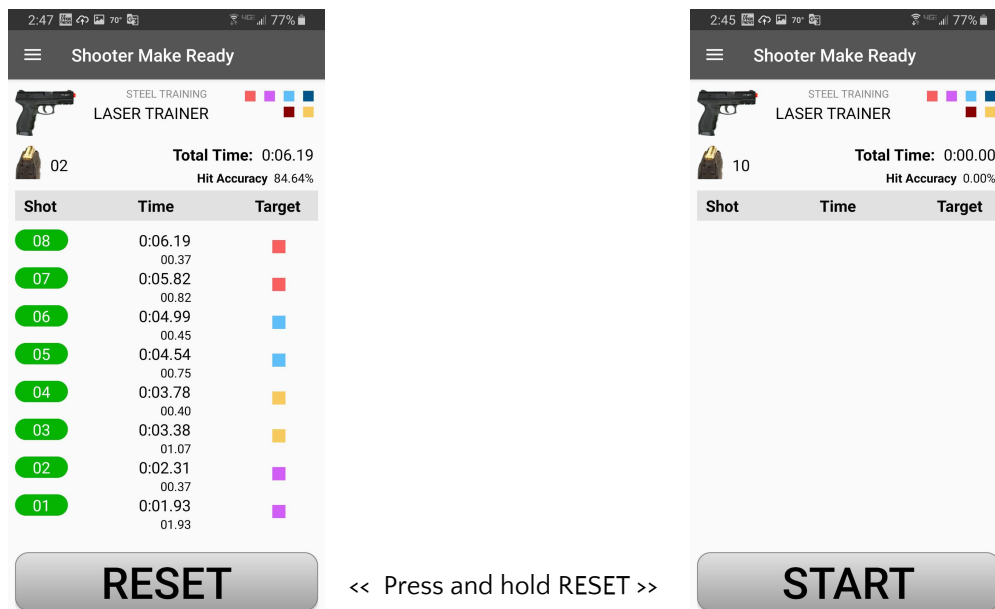 2:47 70° 4GE 77%
Shooter Make Ready
STEEL TRAINING
LASER TRAINER
02
Total Time: 0:06.19
Hit Accuracy 84.64%
Shot Time Target
08 0:06.19
00.37
07 0:05.82
00.82
06 0:04.99
00.45
05 0:04.54
00.75
04 0:03.78
00.40
03 0:03.38
01.07
02 0:02.31
00.37
01 0:01.93
01.93
RESET
<< Press and hold RESET >>
2:45 70° 4GE 77%
Shooter Make Ready
STEEL TRAINING
LASER TRAINER
10
Total Time: 0:00.00
Hit Accuracy 0.00%
Shot Time Target
START